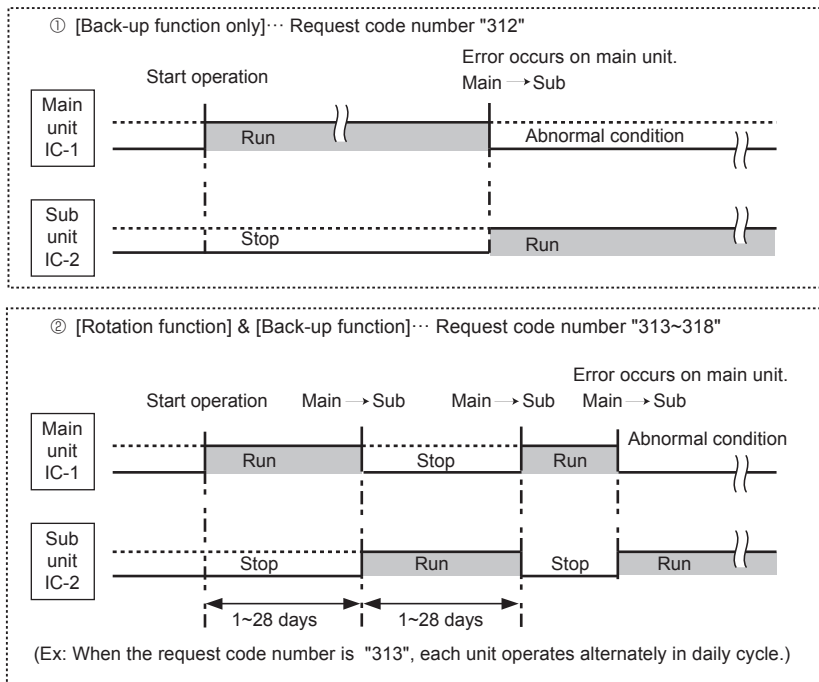 ① [Back-up function only]··· Request code number "312"
Error occurs on main unit.
Start operation
Main → Sub
Main
unit
IC-1
Run
Abnormal condition
Sub
unit
IC-2
Stop
Run
② [Rotation function] & [Back-up function]··· Request code number "313~318"
Error occurs on main unit.
Start operation
Main → Sub
Main → Sub
Main → Sub
Main
unit
IC-1
Run
Stop
Run
Abnormal condition
Sub
unit
IC-2
Stop
Run
Stop
Run
1~28 days
1~28 days
(Ex: When the request code number is "313", each unit operates alternately in daily cycle.)